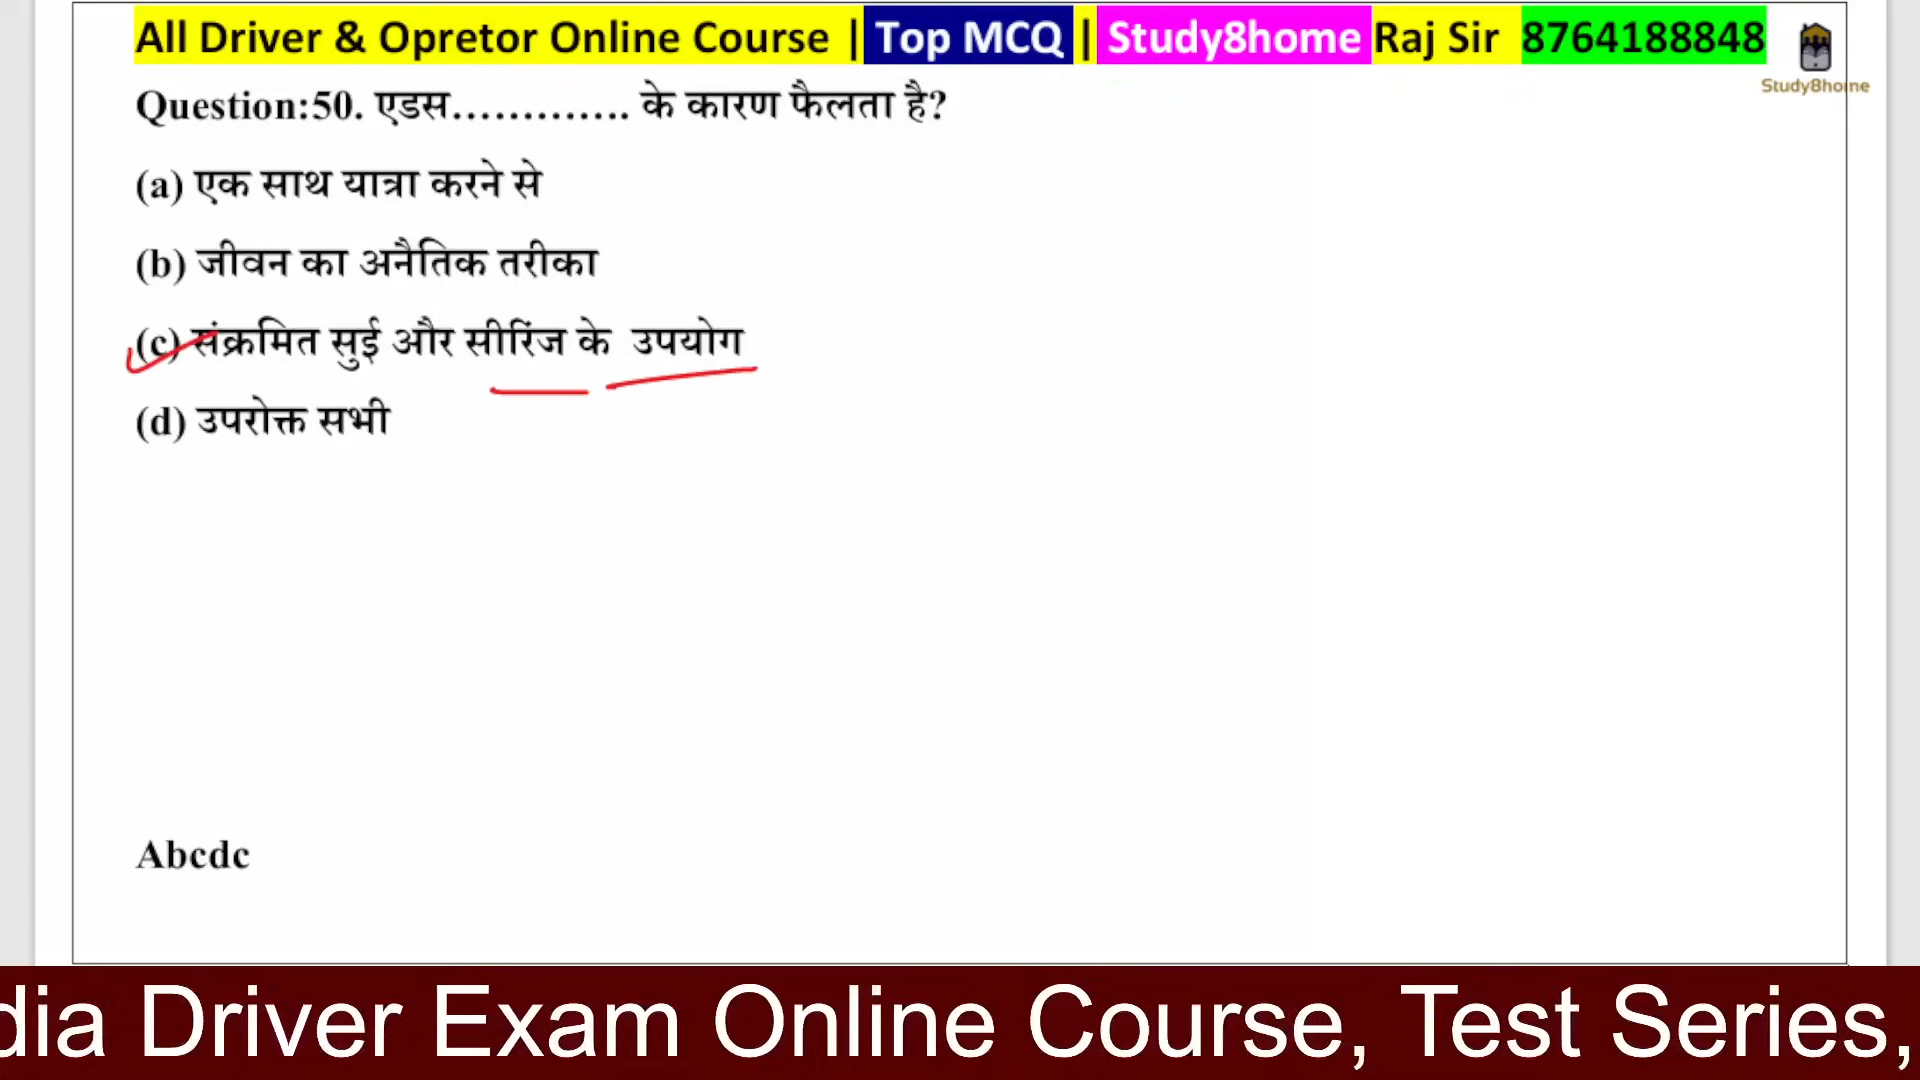 All Driver & Opretor Online Course | Top MCQ | Study8home Raj Sir 8764188848
Study8home
Question:50. एडस............. के कारण फैलता है?
(a) एक साथ यात्रा करने से
(b) जीवन का अनैतिक तरीका
(c) संक्रमित सुई और सीरिंज के उपयोग
(d) उपरोक्त सभी
Abcdc
dia Driver Exam Online Course, Test Series,